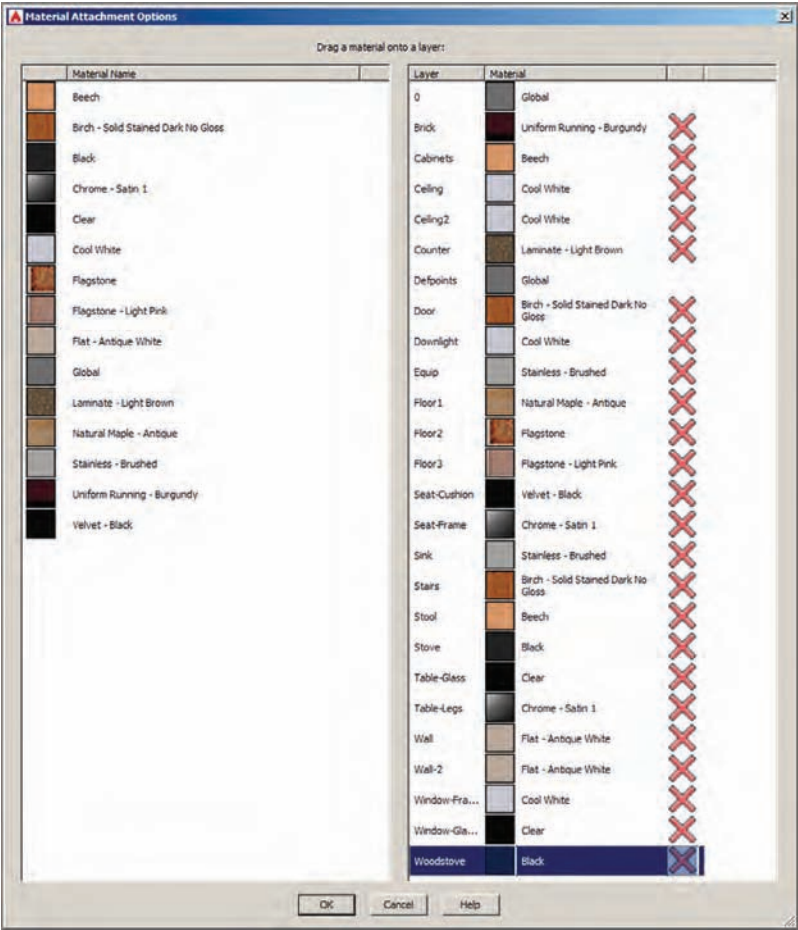 Material Attachment Options
Drag a material onto a layer:
Material Name
Beech
Birch - Solid Stained Dark No Gloss
Black
Chrome - Satin 1
Clear
Cool White
Flagstone
Flagstone - Light Pink
Flat - Antique White
Global
Laminate - Light Brown
Natural Maple - Antique
Stainless - Brushed
Uniform Running - Burgundy
Velvet - Black
Layer Material
0 Global
Brick Uniform Running - Burgundy
Cabinets Beech
Ceiling Cool White
Ceiling2 Cool White
Counter Laminate - Light Brown
Defpoints Global
Door Birch - Solid Stained Dark No
Gloss
Downlight Cool White
Equip Stainless - Brushed
Floor1 Natural Maple - Antique
Floor2 Flagstone
Floor3 Flagstone - Light Pink
Seat-Cushion Velvet - Black
Seat-Frame Chrome - Satin 1
Sink Stainless - Brushed
Stairs Birch - Solid Stained Dark No
Gloss
Stool Beech
Stove Black
Table-Glass Clear
Table-Legs Chrome - Satin 1
Wall Flat - Antique White
Wall-2 Flat - Antique White
Window-Fra... Cool White
Window-Gla... Clear
Woodstove Black
OK Cancel Help